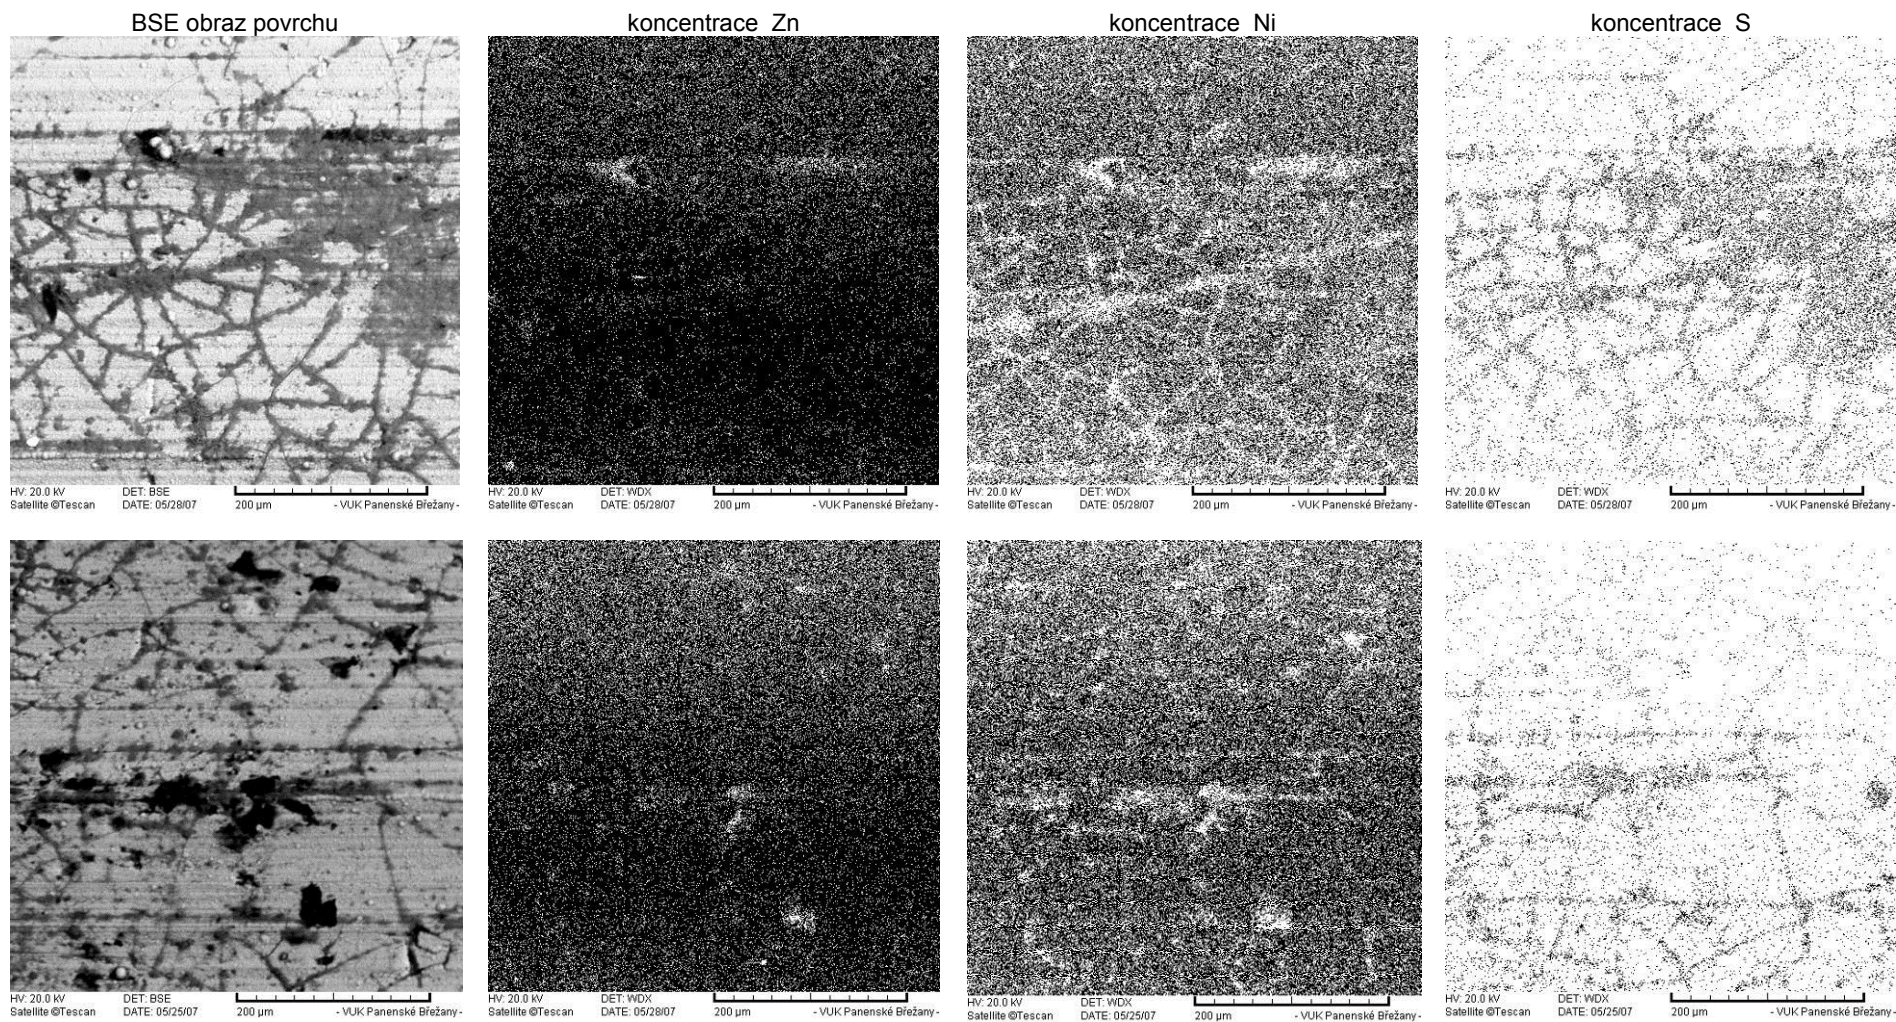 BSE obraz povrchu
koncentrace Zn
koncentrace Ni
koncentrace S
HV: 20.0 kV DET: BSE
Satellite ©Tescan DATE: 05/28/07 200 µm - VUK Panenské Břežany -
HV: 20.0 kV DET: WDX
Satellite ©Tescan DATE: 05/28/07 200 µm - VUK Panenské Břežany -
HV: 20.0 kV DET: WDX
Satellite ©Tescan DATE: 05/28/07 200 µm - VUK Panenské Břežany -
HV: 20.0 kV DET: WDX
Satellite ©Tescan DATE: 05/28/07 200 µm - VUK Panenské Břežany -
HV: 20.0 kV DET: BSE
Satellite ©Tescan DATE: 05/25/07 200 µm - VUK Panenské Břežany -
HV: 20.0 kV DET: WDX
Satellite ©Tescan DATE: 05/28/07 200 µm - VUK Panenské Břežany -
HV: 20.0 kV DET: WDX
Satellite ©Tescan DATE: 05/25/07 200 µm - VUK Panenské Břežany -
HV: 20.0 kV DET: WDX
Satellite ©Tescan DATE: 05/25/07 200 µm - VUK Panenské Břežany -